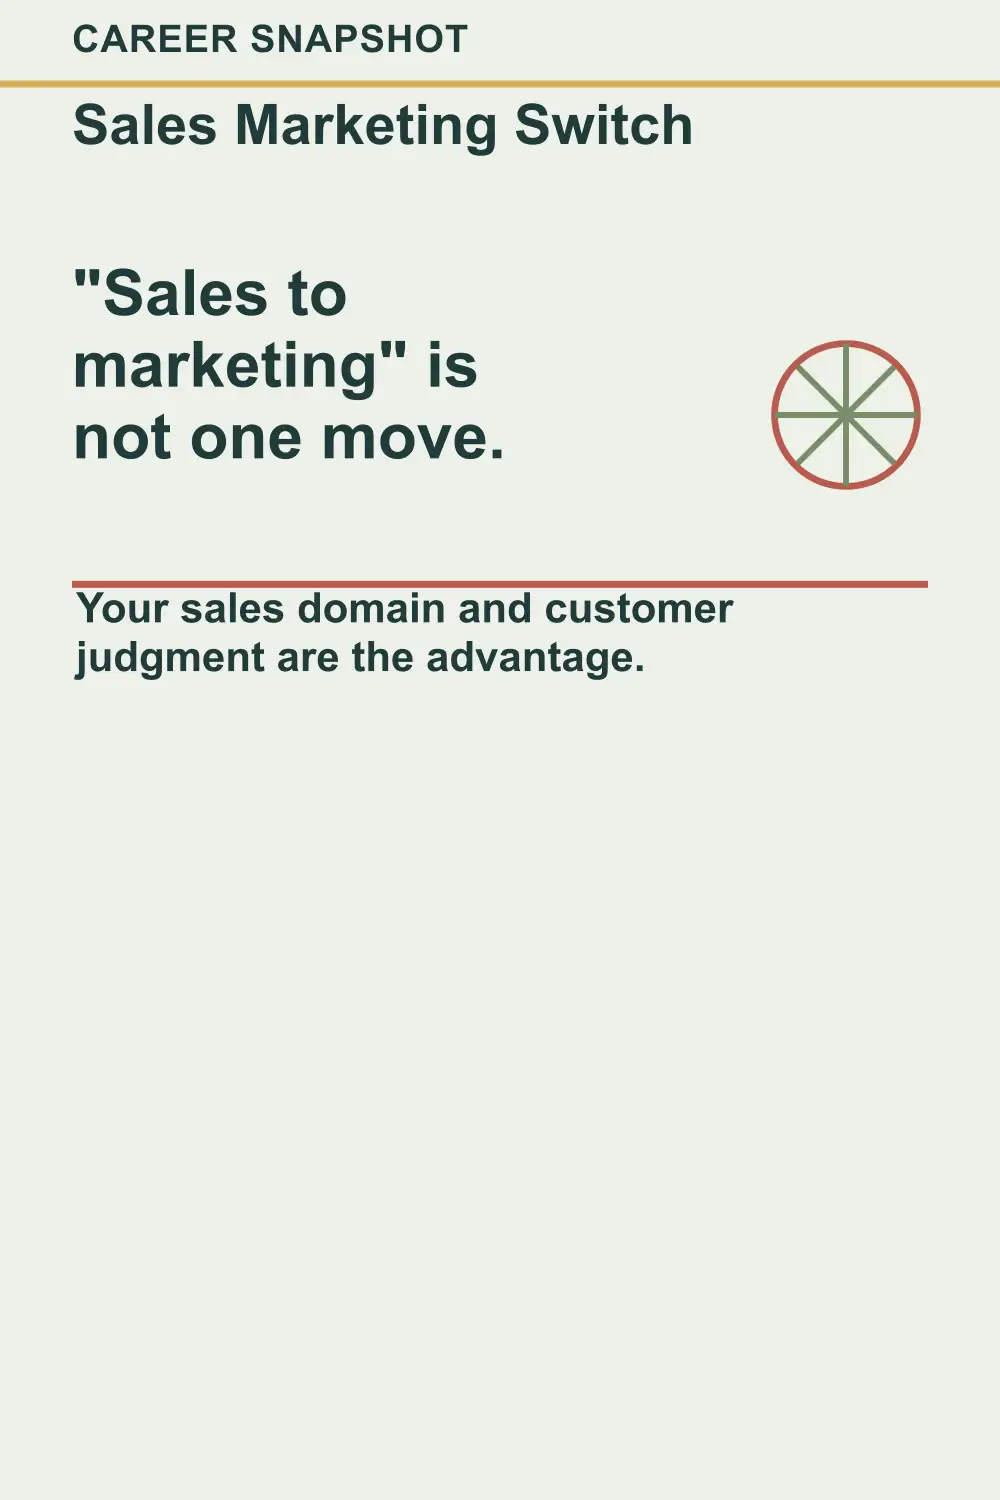 CAREER SNAPSHOT
Sales Marketing Switch
"Sales to
marketing" is
not one move.
Your sales domain and customer
judgment are the advantage.